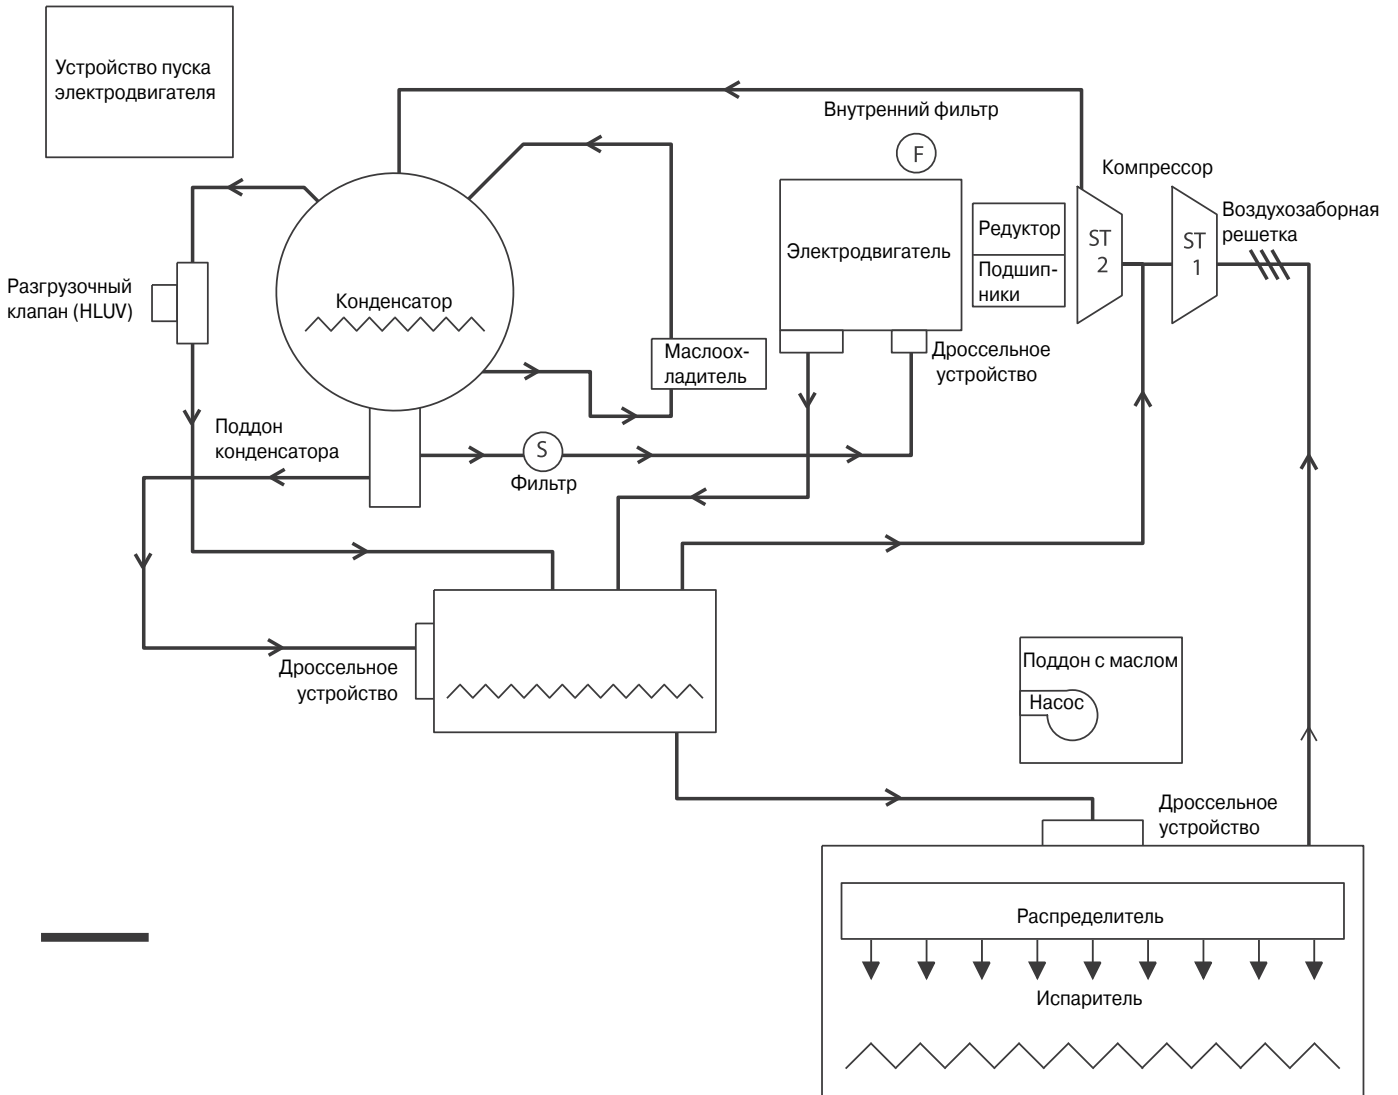 Устройство пуска
электродвигателя
Внутренний фильтр
F
Компрессор
Воздухозаборная
решетка
Электродвигатель
Редуктор
Подшип-
ники
ST
2
ST
1
Разгрузочный
клапан (HLUV)
Конденсатор
Маслоох-
ладитель
Дроссельное
устройство
Поддон
конденсатора
S
Фильтр
Дроссельное
устройство
Поддон с маслом
Насос
Дроссельное
устройство
Распределитель
Испаритель